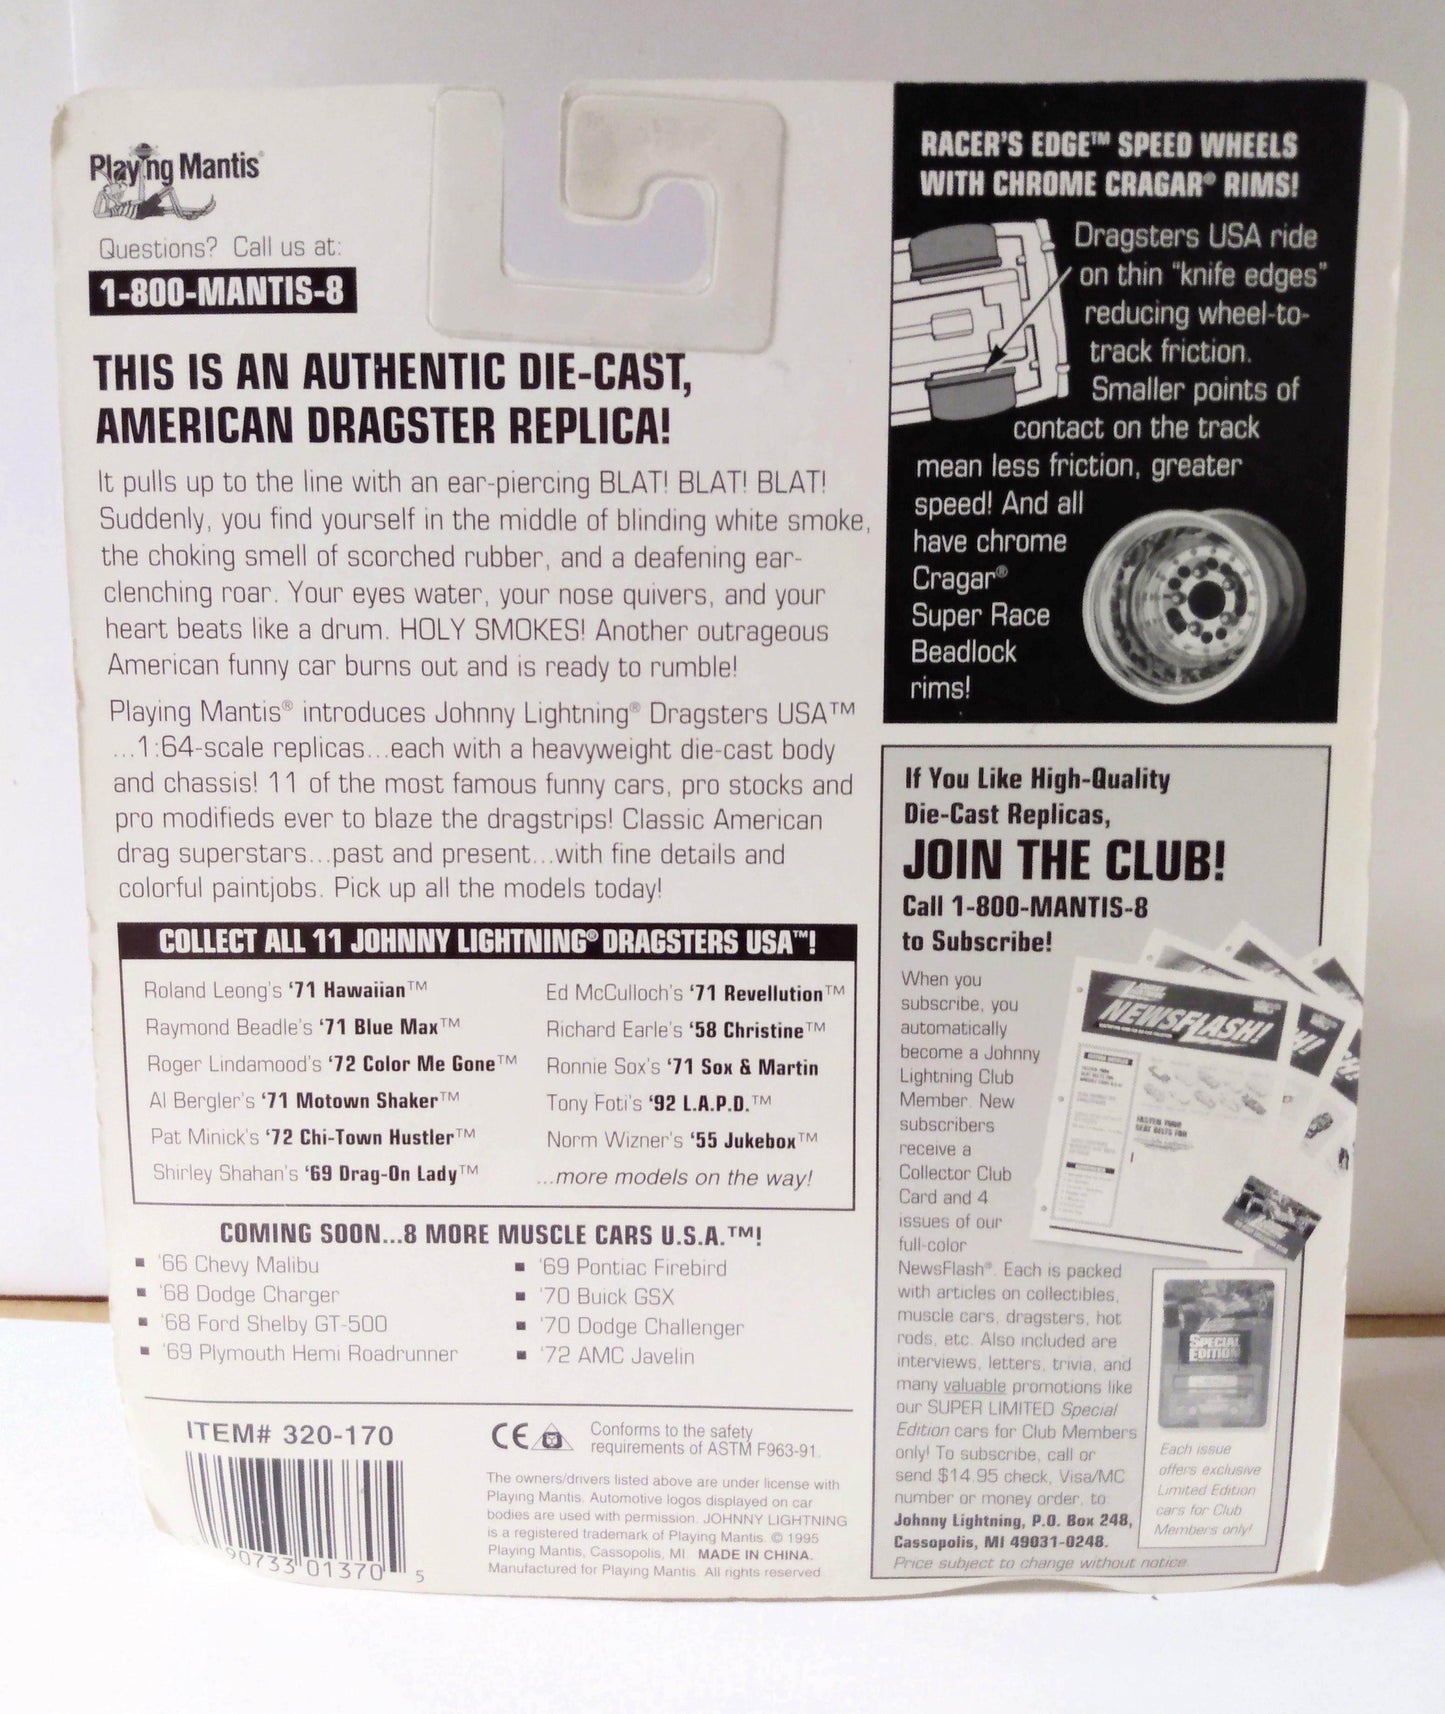 Playing Mantis®
Questions? Call us at:
1-800-MANTIS-8
THIS IS AN AUTHENTIC DIE-CAST,
AMERICAN DRAGSTER REPLICA!
It pulls up to the line with an ear-piercing BLAT! BLAT! BLAT!
Suddenly, you find yourself in the middle of blinding white smoke,
the choking smell of scorched rubber, and a deafening ear-
clenching roar. Your eyes water, your nose quivers, and your
heart beats like a drum. HOLY SMOKES! Another outrageous
American funny car burns out and is ready to rumble!
Playing Mantis® introduces Johnny Lightning® Dragsters USA™
...1:64-scale replicas...each with a heavyweight die-cast body
and chassis! 11 of the most famous funny cars, pro stocks and
pro modifieds ever to blaze the dragstrips! Classic American
drag superstars...past and present...with fine details and
colorful paintjobs. Pick up all the models today!
COLLECT ALL 11 JOHNNY LIGHTNING® DRAGSTERS USA™!
Roland Leong's '71 Hawaiian™
Raymond Beadle's '71 Blue Max™
Roger Lindamood's '72 Color Me Gone™
Al Bergler's '71 Motown Shaker™
Pat Minick's '72 Chi-Town Hustler™
Shirley Shahan's '69 Drag-On Lady™
Ed McCulloch's '71 Revellution™
Richard Earle's '58 Christine™
Ronnie Sox's '71 Sox & Martin
Tony Foti's '92 L.A.P.D.™
Norm Wizner's '55 Jukebox™
...more models on the way!
COMING SOON...8 MORE MUSCLE CARS U.S.A.™!
▪ '66 Chevy Malibu
▪ '68 Dodge Charger
▪ '68 Ford Shelby GT-500
▪ '69 Plymouth Hemi Roadrunner
▪ '69 Pontiac Firebird
▪ '70 Buick GSX
▪ '70 Dodge Challenger
▪ '72 AMC Javelin
ITEM# 320-170
90733 01370 5
CE
Conforms to the safety
requirements of ASTM F963-91.
The owners/drivers listed above are under license with
Playing Mantis. Automotive logos displayed on car
bodies are used with permission. JOHNNY LIGHTNING
is a registered trademark of Playing Mantis. © 1995
Playing Mantis, Cassopolis, MI MADE IN CHINA.
Manufactured for Playing Mantis. All rights reserved.
RACER'S EDGE™ SPEED WHEELS
WITH CHROME CRAGAR® RIMS!
Dragsters USA ride
on thin "knife edges"
reducing wheel-to-
track friction.
Smaller points of
contact on the track
mean less friction, greater
speed! And all
have chrome
Cragar®
Super Race
Beadlock
rims!
If You Like High-Quality
Die-Cast Replicas,
JOIN THE CLUB!
Call 1-800-MANTIS-8
to Subscribe!
When you
subscribe, you
automatically
become a Johnny
Lightning Club
Member. New
subscribers
receive a
Collector Club
Card and 4
issues of our
full-color
NewsFlash®. Each is packed
with articles on collectibles,
muscle cars, dragsters, hot
rods, etc. Also included are
interviews, letters, trivia, and
many valuable promotions like
our SUPER LIMITED Special
Edition cars for Club Members
only! To subscribe, call or
send $14.95 check, Visa/MC
number or money order, to
Johnny Lightning, P.O. Box 248,
Cassopolis, MI 49031-0248.
Price subject to change without notice.
NEWSFLASH!
FASTEN YOUR
SEAT BELTS FOR
SPECIAL
EDITION
Each issue
offers exclusive
Limited Edition
cars for Club
Members only!